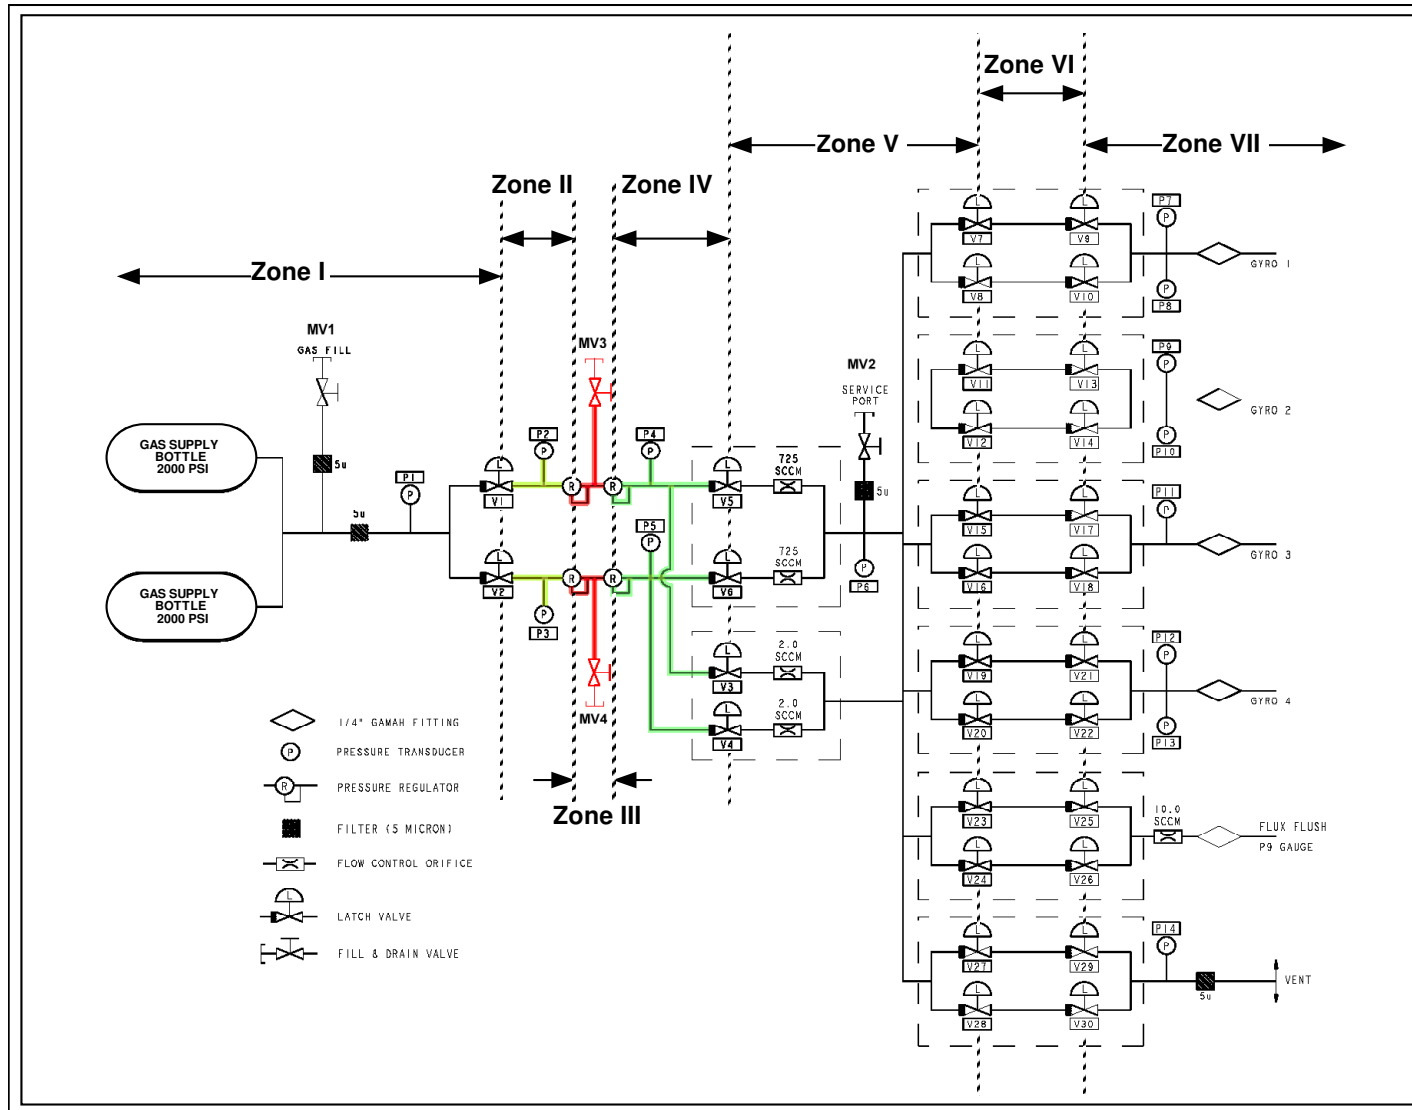 Zone VI
Zone V
Zone VII
Zone II
Zone IV
Zone I
MV1
GAS FILL
MV3
MV2
SERVICE
PORT
GAS SUPPLY
BOTTLE
2000 PSI
5u
5u
P1
GAS SUPPLY
BOTTLE
2000 PSI
L
V1
L
V2
P
P2
P
P3
P
R
R
R
R
P4
P
P5
P
MV4
Zone III
L
V5
725
SCCM
L
V6
725
SCCM
L
V3
2.0
SCCM
L
V4
2.0
SCCM
5u
P
P6
L
V7
L
V9
L
V8
L
V10
P7
P
P
P8
GYRO 1
L
V11
L
V13
L
V12
L
V14
P9
P
P
P10
GYRO 2
L
V15
L
V17
L
V16
L
V18
P11
P
GYRO 3
L
V19
L
V21
L
V20
L
V22
P12
P
P
P13
GYRO 4
L
V23
L
V25
L
V24
L
V26
10.0
SCCM
FLUX FLUSH
P9 GAUGE
L
V27
L
V29
L
V28
L
V30
P14
P
5u
VENT
1/4" GAMAH FITTING
P
PRESSURE TRANSDUCER
R
PRESSURE REGULATOR
FILTER (5 MICRON)
FLOW CONTROL ORIFICE
L
LATCH VALVE
FILL & DRAIN VALVE